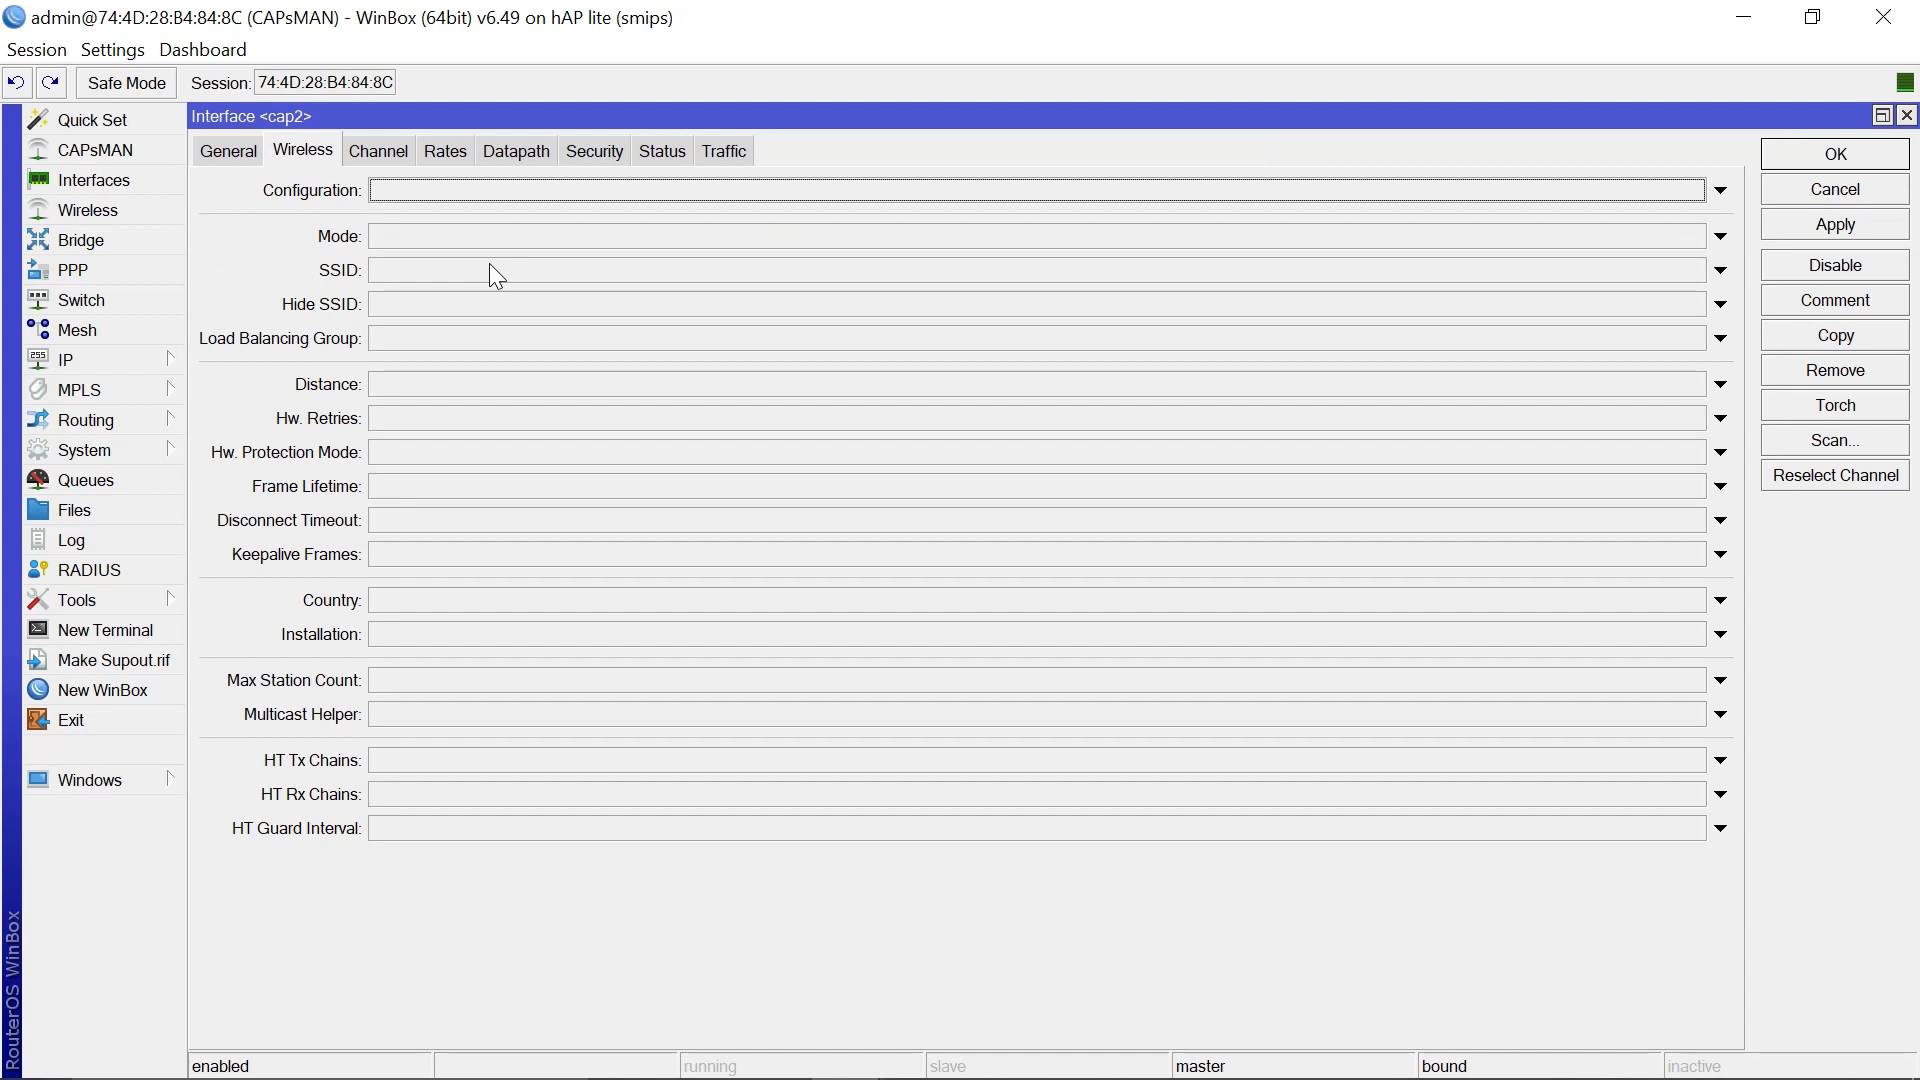 admin@74:4D:28:B4:84:8C (CAPsMAN) - WinBox (64bit) v6.49 on hAP lite (smips)
Session Settings Dashboard
Safe Mode Session: 74:4D:28:B4:84:8C
Interface <cap2>
Quick Set
CAPsMAN
Interfaces
Wireless
Bridge
PPP
Switch
Mesh
255 IP
MPLS
Routing
System
Queues
Files
Log
RADIUS
Tools
New Terminal
Make Supout.rif
New WinBox
Exit
Windows
RouterOS WinBox
General Wireless Channel Rates Datapath Security Status Traffic
Configuration:
Mode:
SSID:
Hide SSID:
Load Balancing Group:
Distance:
Hw. Retries:
Hw. Protection Mode:
Frame Lifetime:
Disconnect Timeout:
Keepalive Frames:
Country:
Installation:
Max Station Count:
Multicast Helper:
HT Tx Chains:
HT Rx Chains:
HT Guard Interval:
OK
Cancel
Apply
Disable
Comment
Copy
Remove
Torch
Scan...
Reselect Channel
enabled running slave master bound inactive